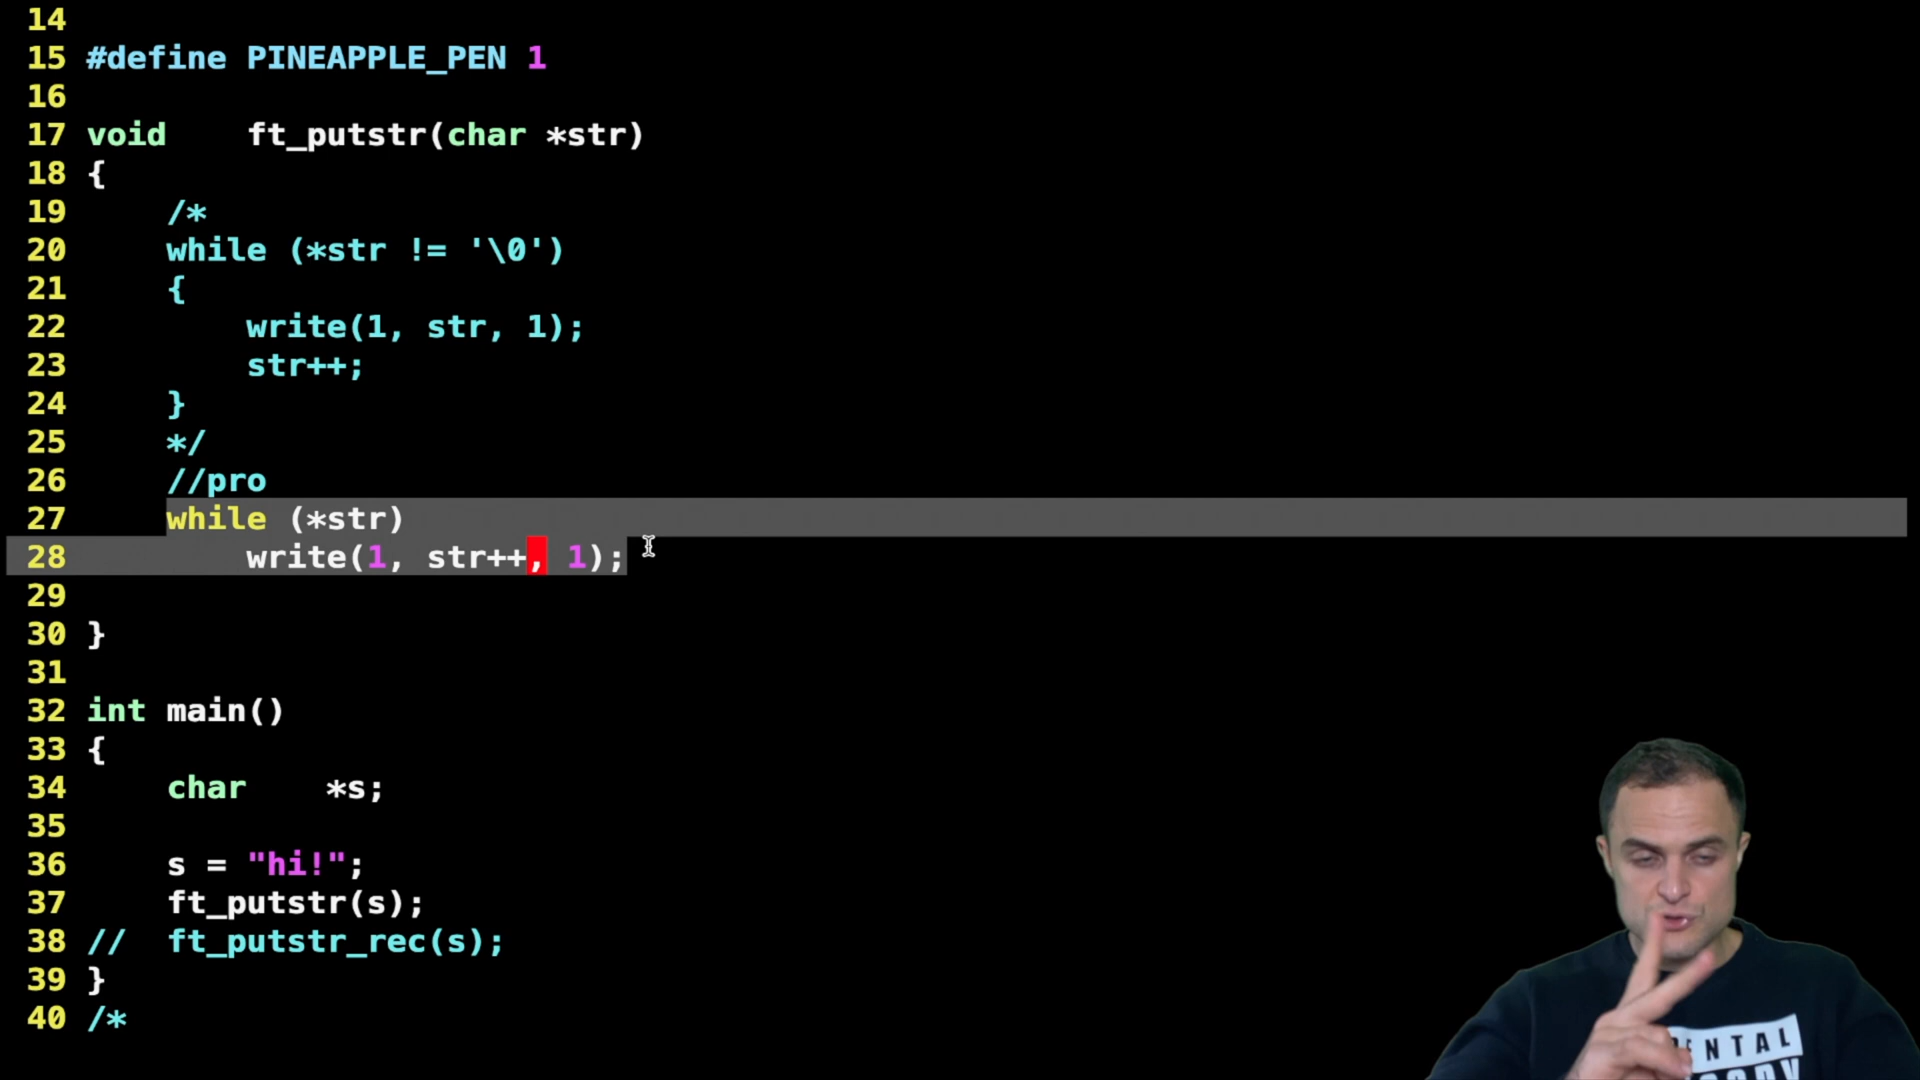 14
15 #define PINEAPPLE_PEN 1
16
17 void    ft_putstr(char *str)
18 {
19     /*
20     while (*str != '\0')
21     {
22         write(1, str, 1);
23         str++;
24     }
25     */
26     //pro
27     while (*str)
28         write(1, str++, 1);
29
30 }
31
32 int main()
33 {
34     char    *s;
35
36     s = "hi!";
37     ft_putstr(s);
38 //  ft_putstr_rec(s);
39 }
40 /*